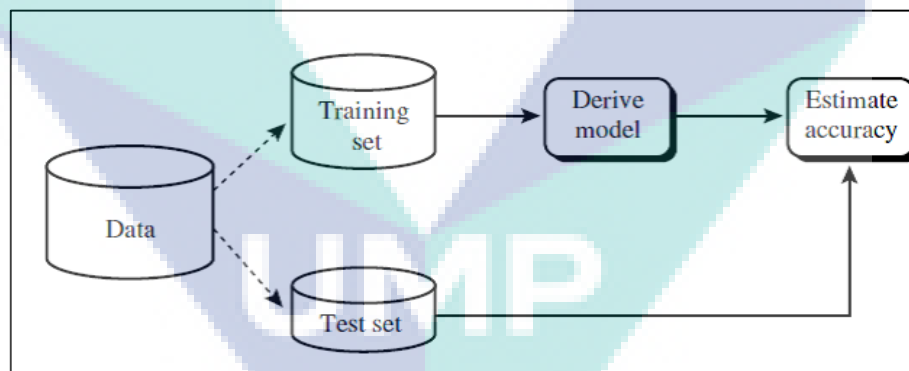 Training
set
Derive
model
Estimate
accuracy
Data
Test set
UMP